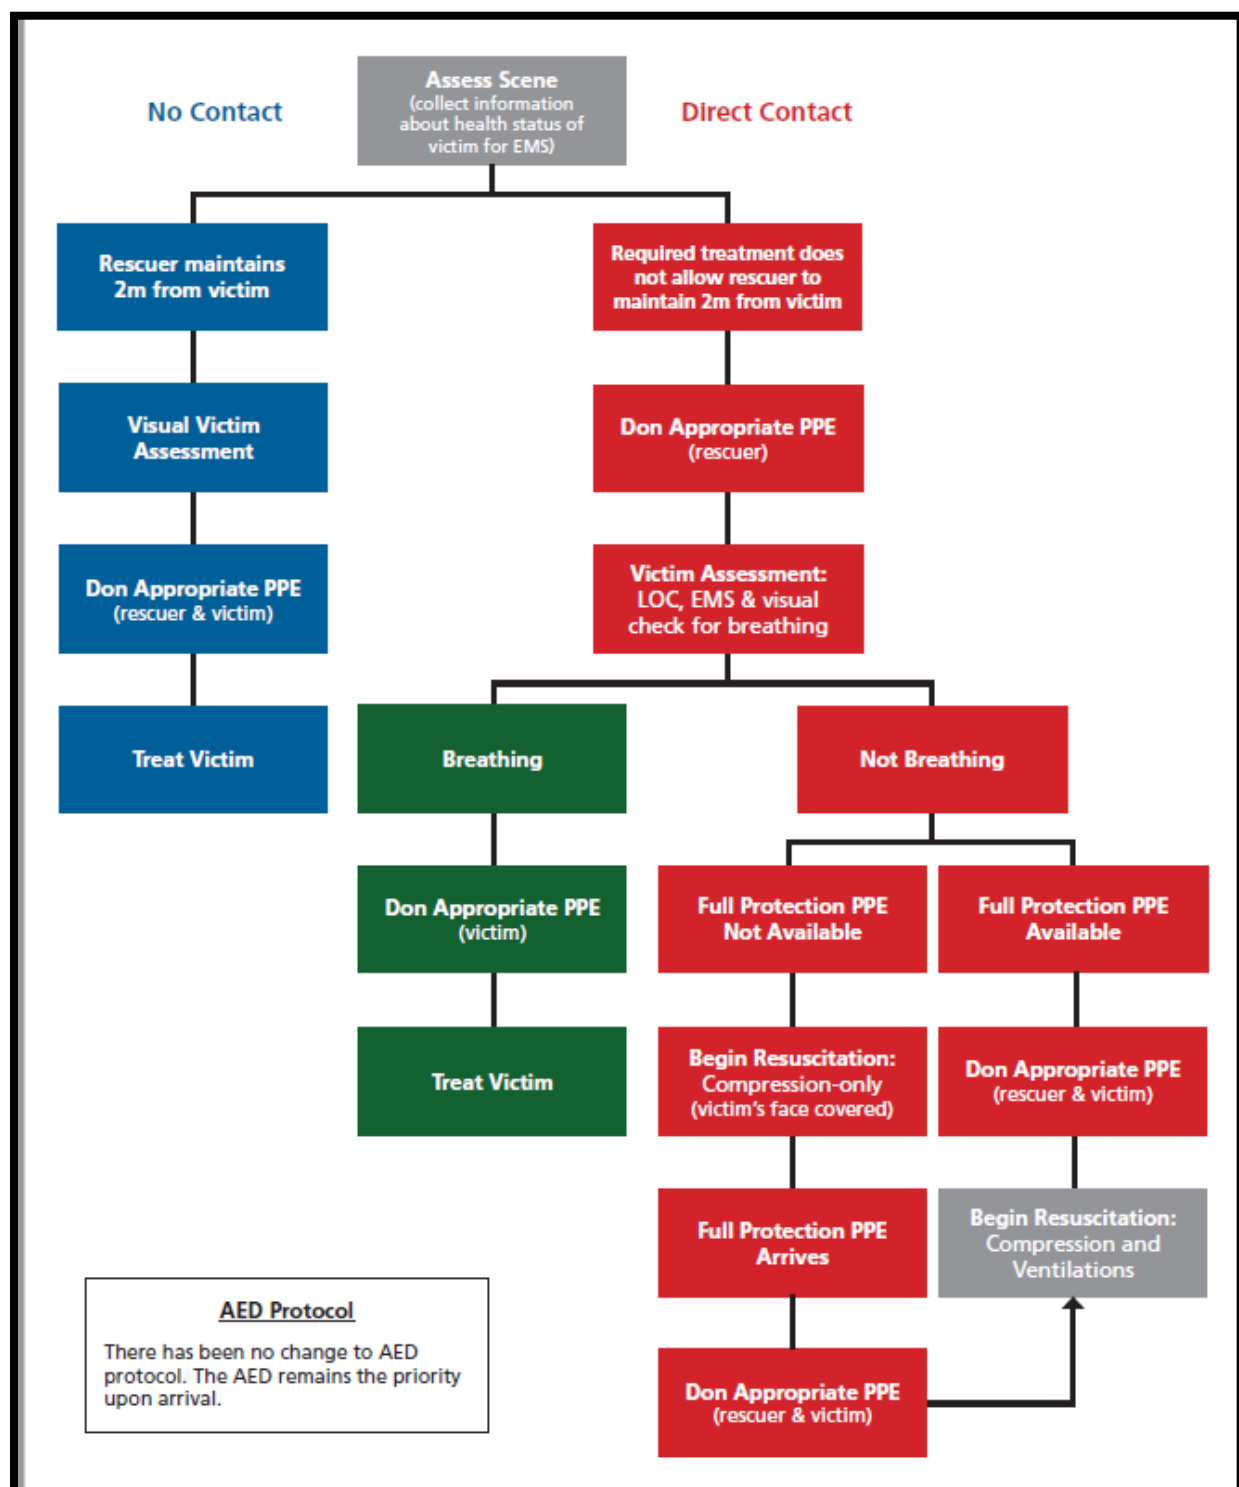 Assess Scene
(collect information
about health status of
victim for EMS)
No Contact
Direct Contact
Rescuer maintains
2m from victim
Visual Victim
Assessment
Don Appropriate PPE
(rescuer & victim)
Treat Victim
Required treatment does
not allow rescuer to
maintain 2m from victim
Don Appropriate PPE
(rescuer)
Victim Assessment:
LOC, EMS & visual
check for breathing
Breathing
Don Appropriate PPE
(victim)
Treat Victim
Not Breathing
Full Protection PPE
Not Available
Begin Resuscitation:
Compression-only
(victim's face covered)
Full Protection PPE
Arrives
Don Appropriate PPE
(rescuer & victim)
Full Protection PPE
Available
Don Appropriate PPE
(rescuer & victim)
Begin Resuscitation:
Compression and
Ventilations
AED Protocol
There has been no change to AED
protocol. The AED remains the priority
upon arrival.